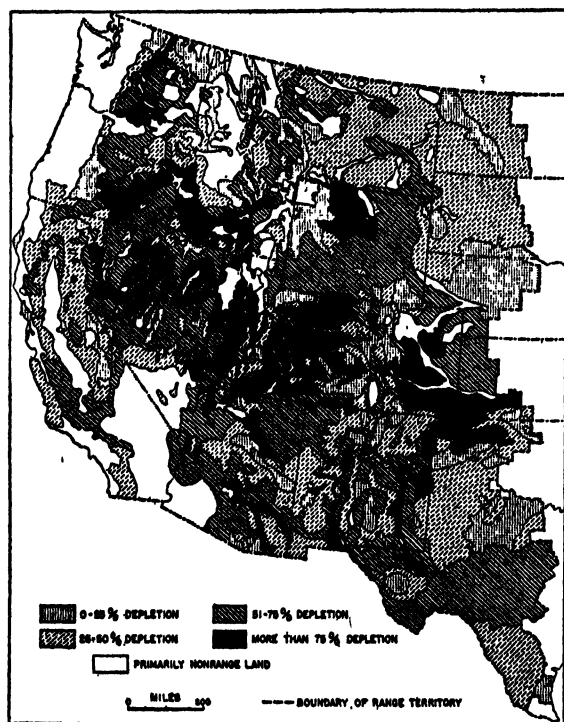 0-25% DEPLETION
51-75% DEPLETION
26-50% DEPLETION
MORE THAN 75% DEPLETION
PRIMARILY NONRANGE LAND
MILES
0 200
BOUNDARY OF RANGE TERRITORY